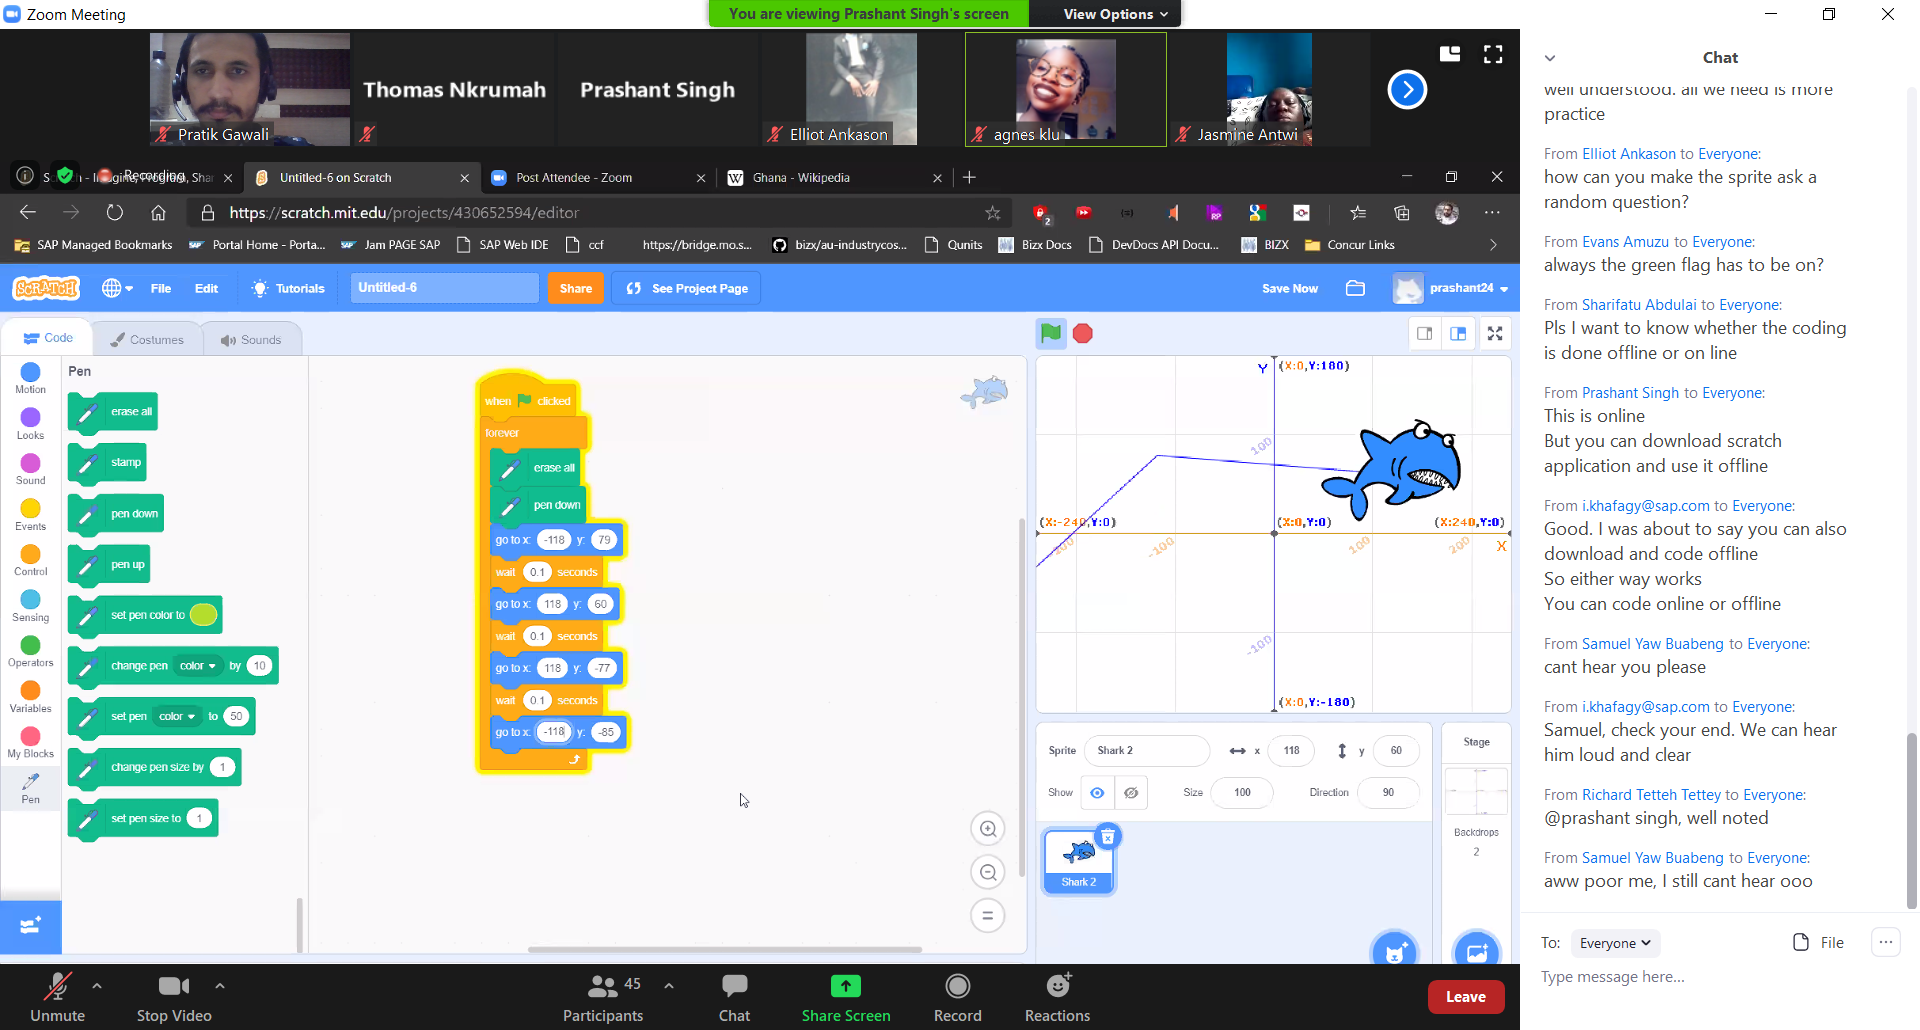 Zoom Meeting
You are viewing Prashant Singh's screen
View Options
Pratik Gawali
Thomas Nkrumah
Prashant Singh
Elliot Ankason
agnes klu
Jasmine Antwi
Recording
Untitled-6 on Scratch
Post Attendee - Zoom
Ghana - Wikipedia
https://scratch.mit.edu/projects/430652594/editor
SAP Managed Bookmarks
Portal Home - Porta...
Jam PAGE SAP
SAP Web IDE
ccf
https://bridge.mo.s...
bizx/au-industrycos...
Qunits
Bizx Docs
DevDocs API Docu...
BIZX
Concur Links
SCRATCH
File
Edit
Tutorials
Untitled-6
Share
See Project Page
Save Now
prashant24
Code
Costumes
Sounds
Motion
Looks
Sound
Events
Control
Sensing
Operators
Variables
My Blocks
Pen
Pen
erase all
stamp
pen down
pen up
set pen color to
change pen color by 10
set pen color to 50
change pen size by 1
set pen size to 1
when clicked
forever
erase all
pen down
go to x: -118 y: 79
wait 0.1 seconds
go to x: 118 y: 60
wait 0.1 seconds
go to x: 118 y: -77
wait 0.1 seconds
go to x: -118 y: -85
Y (X:0,Y:180)
100
(X:-240,Y:0)
(X:0,Y:0)
(X:240,Y:0)
-100
100
200
X
-100
(X:0,Y:-180)
Sprite Shark 2 x 118 y 60
Show Size 100 Direction 90
Shark 2
Stage
Backdrops
2
Unmute
Stop Video
45
Participants
Chat
Share Screen
Record
Reactions
Leave
Chat
well understood. all we need is more
practice
From Elliot Ankason to Everyone:
how can you make the sprite ask a
random question?
From Evans Amuzu to Everyone:
always the green flag has to be on?
From Sharifatu Abdulai to Everyone:
Pls I want to know whether the coding
is done offline or on line
From Prashant Singh to Everyone:
This is online
But you can download scratch
application and use it offline
From i.khafagy@sap.com to Everyone:
Good. I was about to say you can also
download and code offline
So either way works
You can code online or offline
From Samuel Yaw Buabeng to Everyone:
cant hear you please
From i.khafagy@sap.com to Everyone:
Samuel, check your end. We can hear
him loud and clear
From Richard Tetteh Tettey to Everyone:
@prashant singh, well noted
From Samuel Yaw Buabeng to Everyone:
aww poor me, I still cant hear ooo
To: Everyone
File
Type message here...